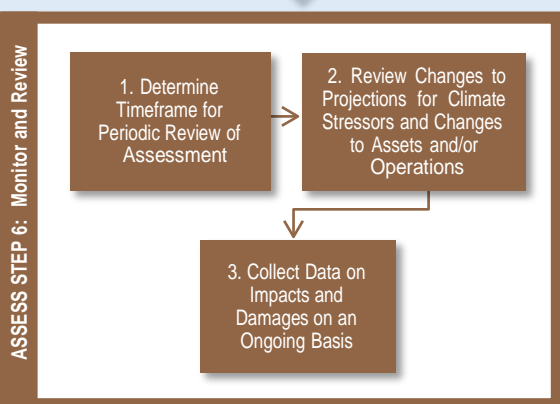 ASSESS STEP 6: Monitor and Review
1. Determine
Timeframe for
Periodic Review of
Assessment
2. Review Changes to
Projections for Climate
Stressors and Changes
to Assets and/or
Operations
3. Collect Data on
Impacts and
Damages on an
Ongoing Basis